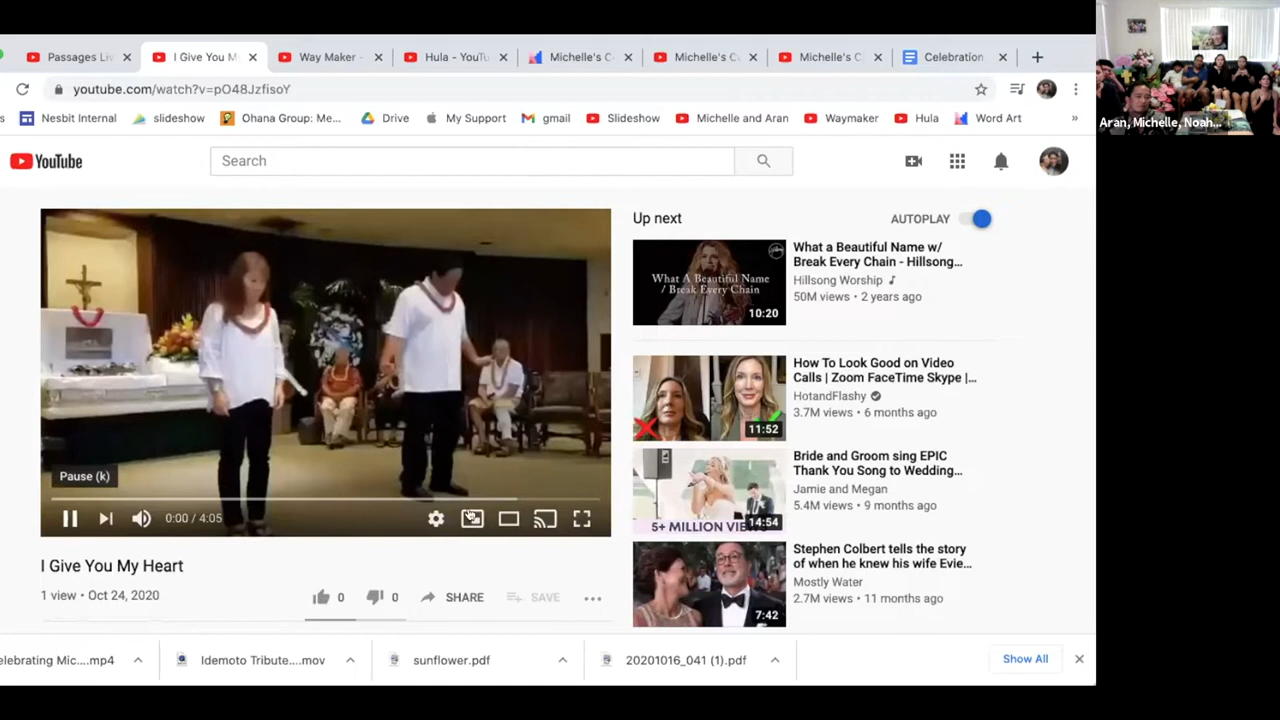 Passages Liv
I Give You M
Way Maker -
Hula - YouTu
Michelle's C
Michelle's C
Michelle's C
Celebration
Aran, Michelle, Noah...
youtube.com/watch?v=pO48JzfisoY
Nesbit Internal
slideshow
Ohana Group: Me...
Drive
My Support
gmail
Slideshow
Michelle and Aran
Waymaker
Hula
Word Art
»
YouTube
Search
Up next
AUTOPLAY
What a Beautiful Name w/
Break Every Chain - Hillsong...
Hillsong Worship
50M views • 2 years ago
What A Beautiful Name
/ Break Every Chain
10:20
How To Look Good on Video
Calls | Zoom FaceTime Skype |...
HotandFlashy
3.7M views • 6 months ago
11:52
Bride and Groom sing EPIC
Thank You Song to Wedding...
Jamie and Megan
5.4M views • 9 months ago
5+ MILLION VIEWS
14:54
Stephen Colbert tells the story
of when he knew his wife Evie...
Mostly Water
2.7M views • 11 months ago
7:42
Pause (k)
0:00 / 4:05
I Give You My Heart
1 view • Oct 24, 2020
0
0
SHARE
SAVE
elebrating Mic....mp4
Idemoto Tribute....mov
sunflower.pdf
20201016_041 (1).pdf
Show All